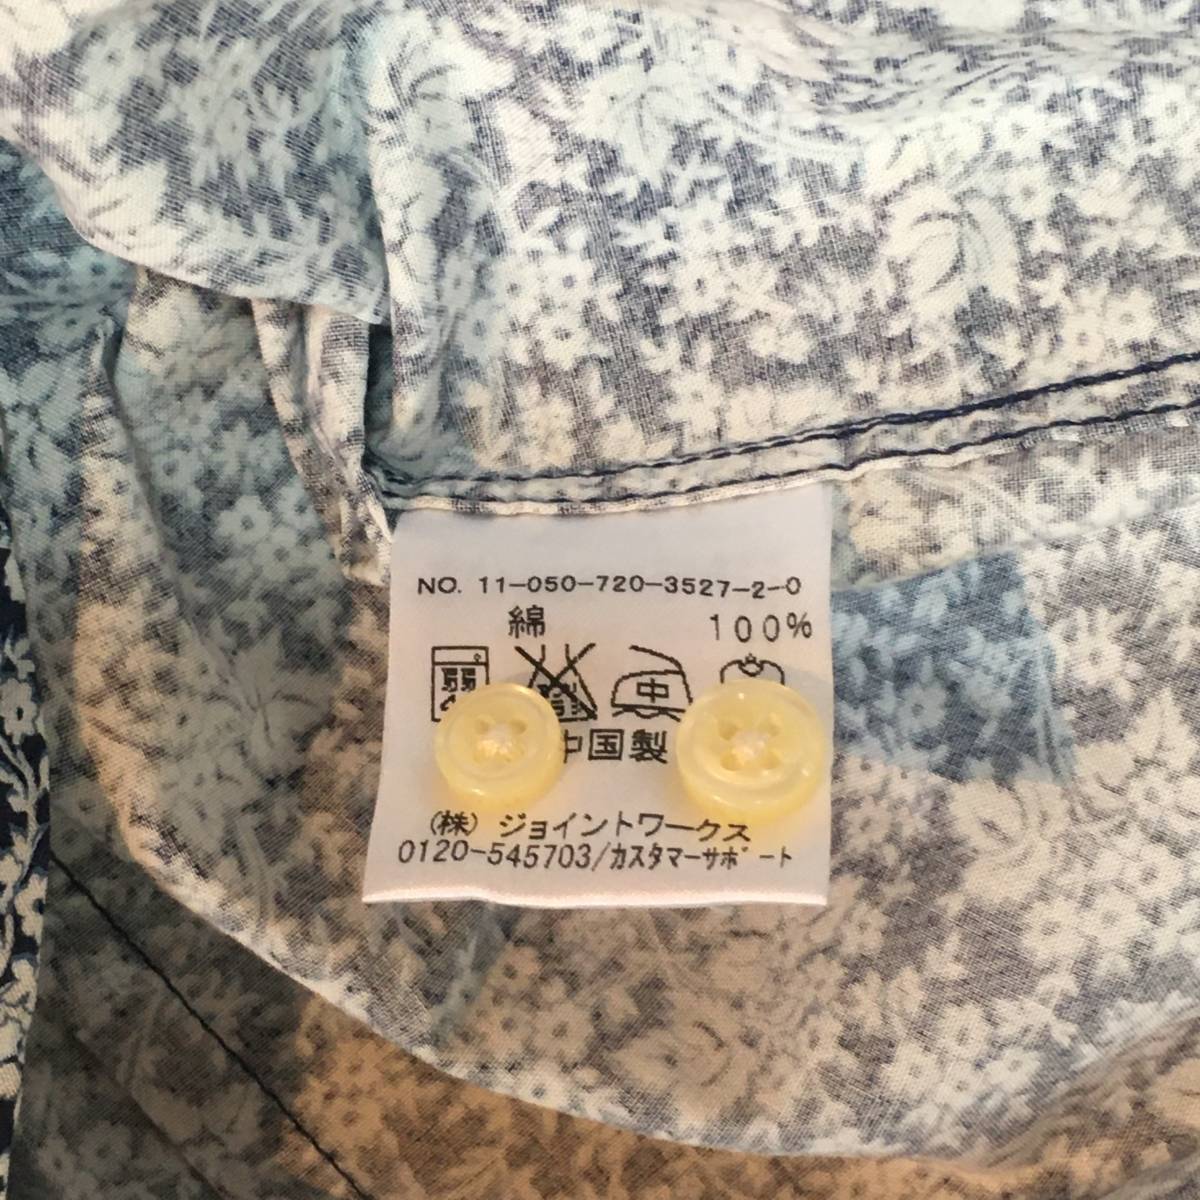 NO. 11-050-720-3527-2-0
綿 100%
弱 中
中国製
(株) ジョイントワークス
0120-545703/カスタマーサポート